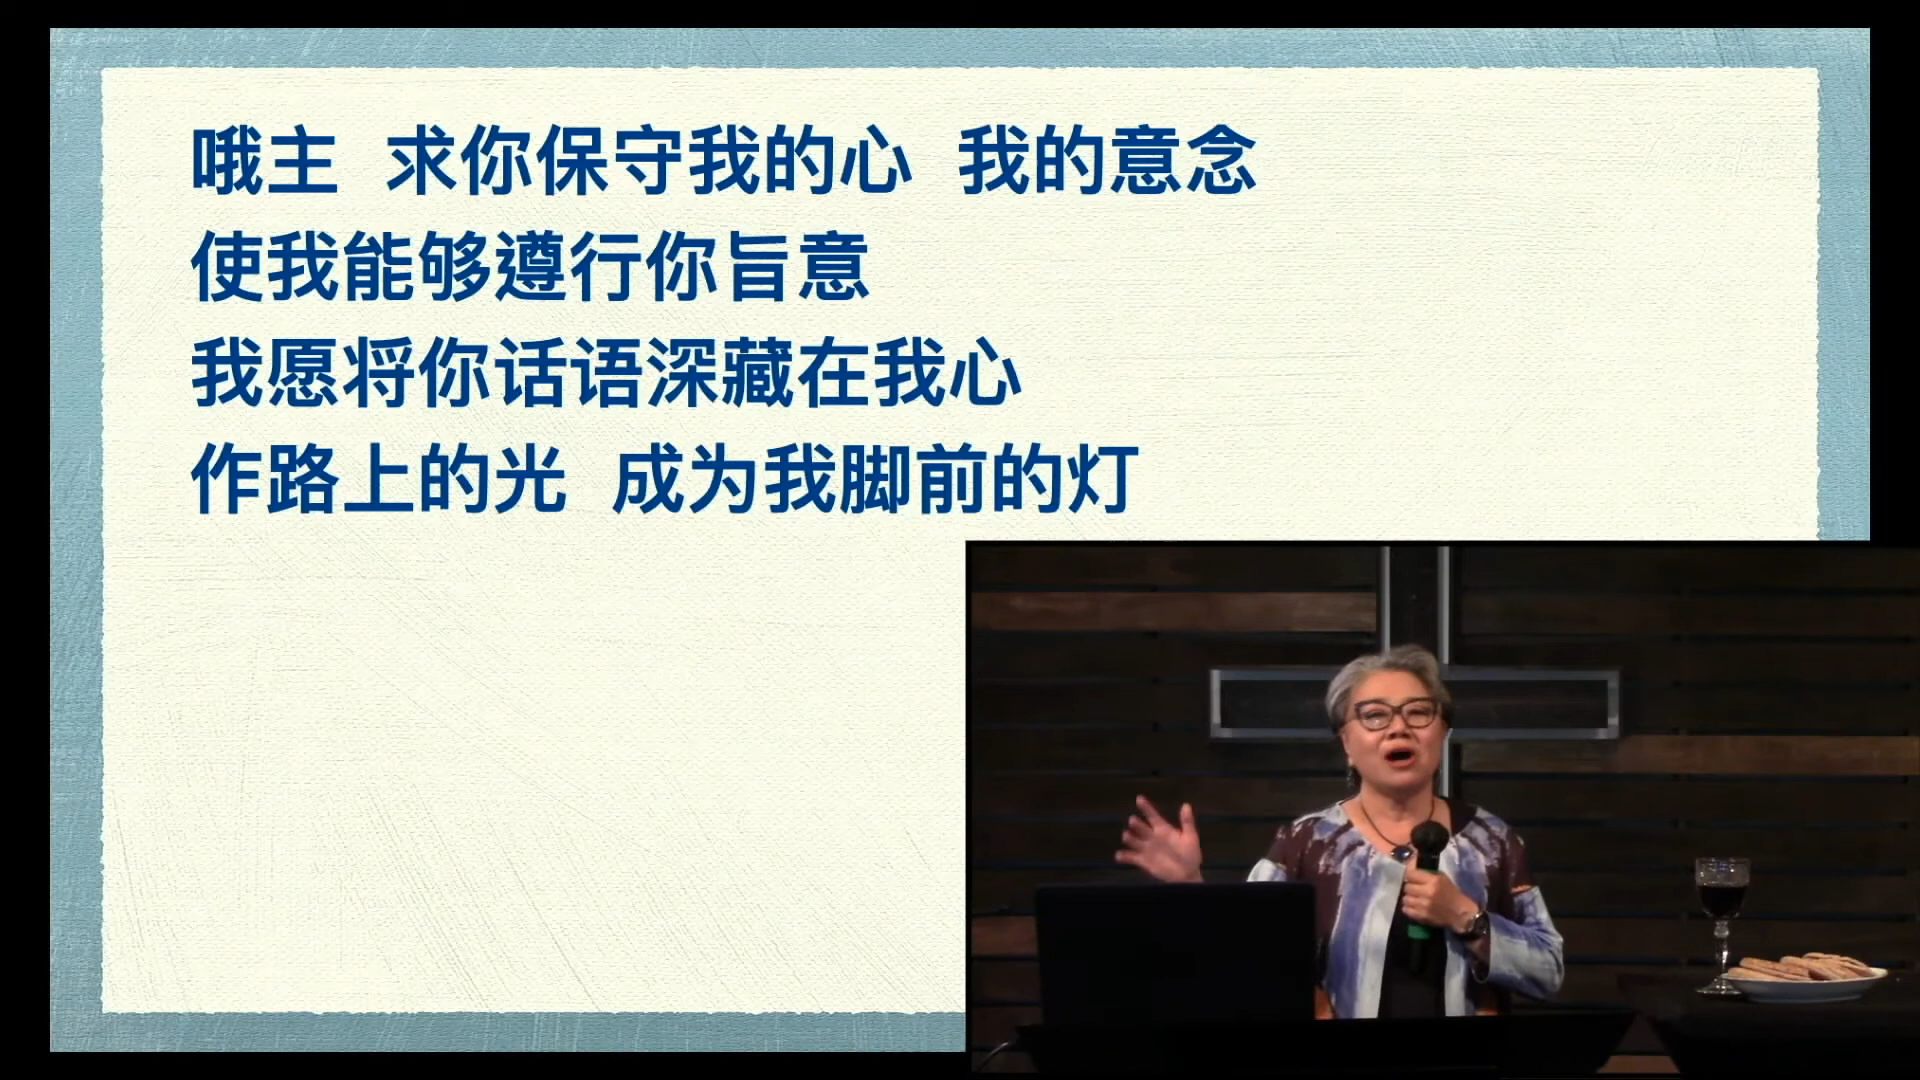 哦主 求你保守我的心 我的意念
使我能够遵行你旨意
我愿将你话语深藏在我心
作路上的光 成为我脚前的灯